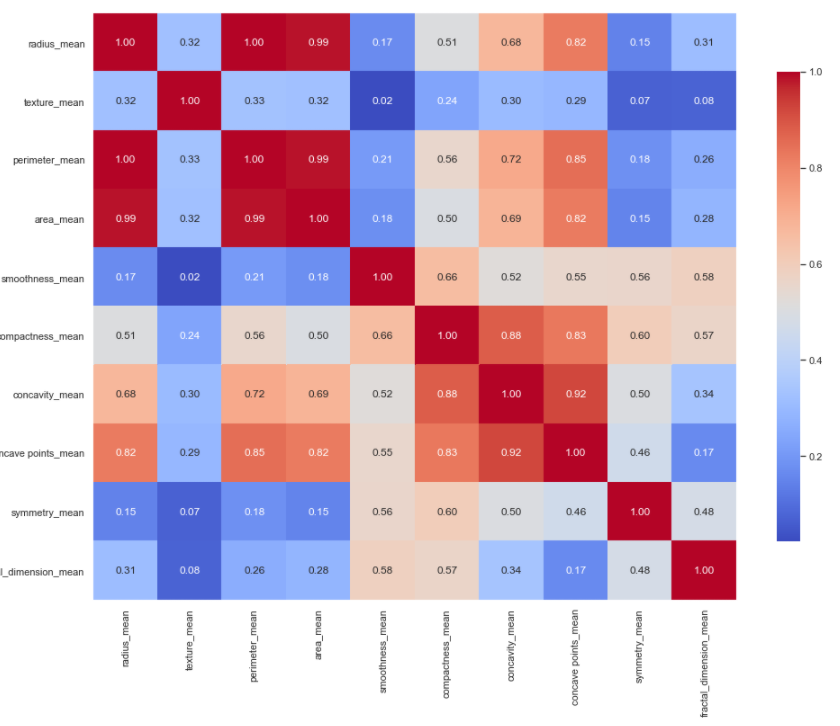 radius_mean 1.00 0.32 1.00 0.99 0.17 0.51 0.68 0.82 0.15 0.31
1.0
texture_mean 0.32 1.00 0.33 0.32 0.02 0.24 0.30 0.29 0.07 0.08
perimeter_mean 1.00 0.33 1.00 0.99 0.21 0.56 0.72 0.85 0.18 0.26
0.8
area_mean 0.99 0.32 0.99 1.00 0.18 0.50 0.69 0.82 0.15 0.28
0.6
smoothness_mean 0.17 0.02 0.21 0.18 1.00 0.66 0.52 0.55 0.56 0.58
ompactness_mean 0.51 0.24 0.56 0.50 0.66 1.00 0.88 0.83 0.60 0.57
0.4
concavity_mean 0.68 0.30 0.72 0.69 0.52 0.88 1.00 0.92 0.50 0.34
ncave points_mean 0.82 0.29 0.85 0.82 0.55 0.83 0.92 1.00 0.46 0.17
0.2
symmetry_mean 0.15 0.07 0.18 0.15 0.56 0.60 0.50 0.46 1.00 0.48
l_dimension_mean 0.31 0.08 0.26 0.28 0.58 0.57 0.34 0.17 0.48 1.00
radius_mean
texture_mean
perimeter_mean
area_mean
smoothness_mean
compactness_mean
concavity_mean
concave points_mean
symmetry_mean
fractal_dimension_mean